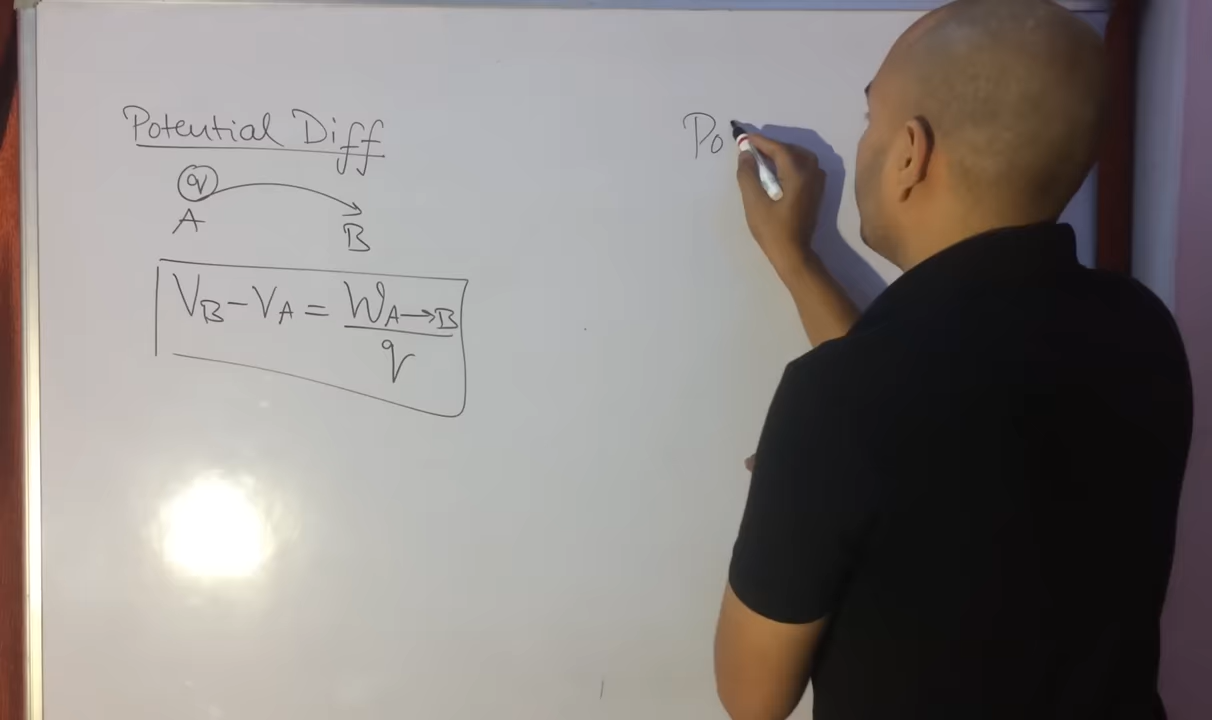 Potential Diff
q
A
B
V_B - V_A = W_A→B / q
Po